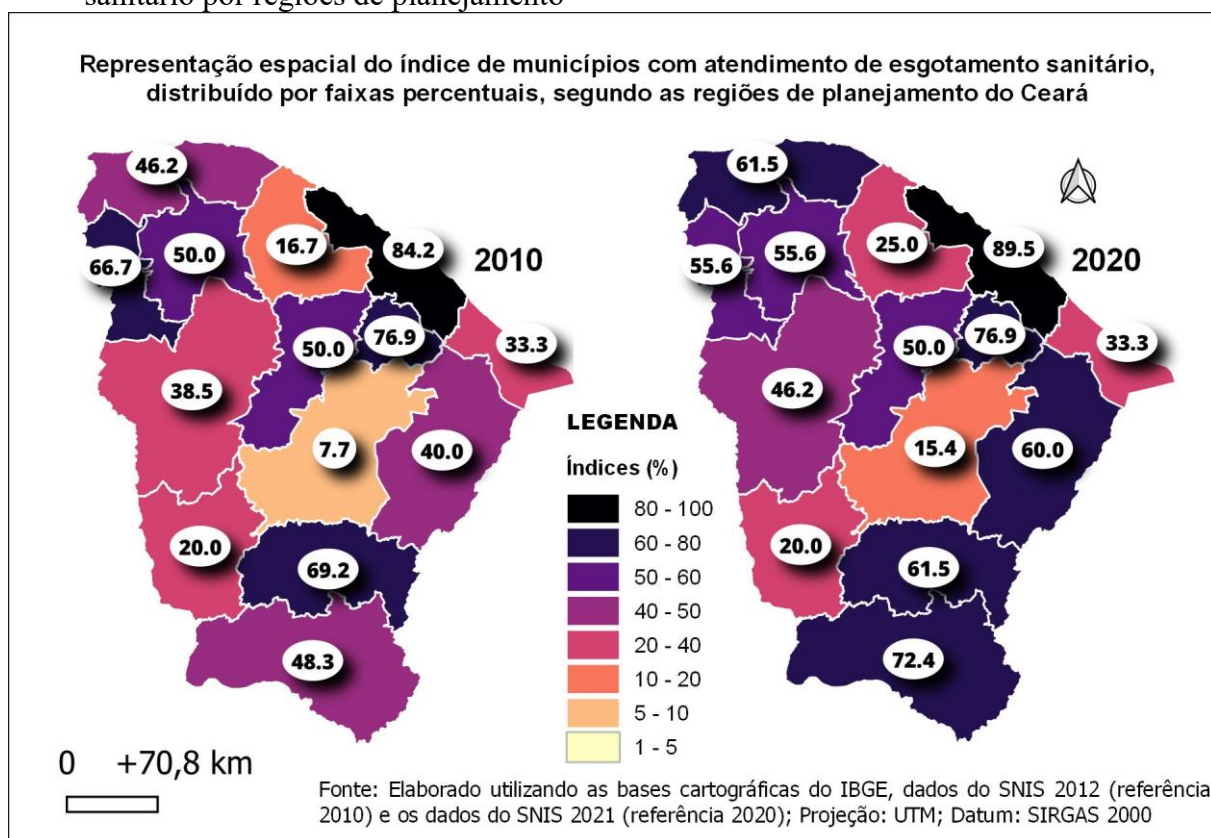 sanitário por regiões de planejamento
Representação espacial do índice de municípios com atendimento de esgotamento sanitário,
distribuído por faixas percentuais, segundo as regiões de planejamento do Ceará
46.2
66.7
50.0
16.7
84.2
2010
50.0
76.9
33.3
38.5
7.7
40.0
20.0
69.2
48.3
61.5
55.6
55.6
25.0
89.5
2020
50.0
76.9
33.3
46.2
15.4
60.0
20.0
61.5
72.4
LEGENDA
Índices (%)
80 - 100
60 - 80
50 - 60
40 - 50
20 - 40
10 - 20
5 - 10
1 - 5
0 +70,8 km
Fonte: Elaborado utilizando as bases cartográficas do IBGE, dados do SNIS 2012 (referência
2010) e os dados do SNIS 2021 (referência 2020); Projeção: UTM; Datum: SIRGAS 2000